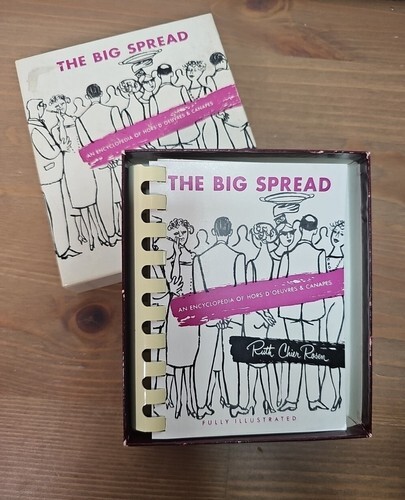 THE BIG SPREAD
AN ENCYCLOPEDIA OF HORS D'OEUVRES & CANAPES
THE BIG SPREAD
AN ENCYCLOPEDIA OF HORS D'OEUVRES & CANAPES
Ruth Chier Rosen
FULLY ILLUSTRATED